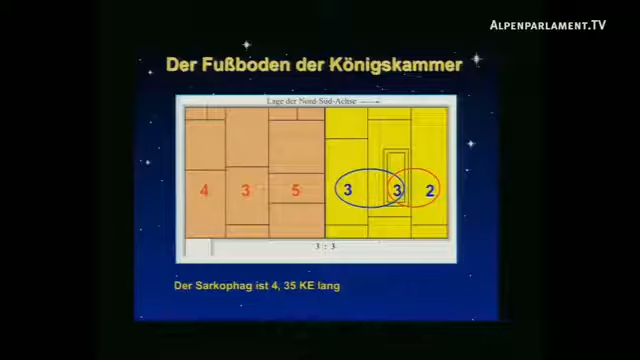 ALPENPARLAMENT.TV
Der Fußboden der Königskammer
Lage der Nord-Süd-Achse
4 3 5 3 3 2
3 : 3
Der Sarkophag ist 4, 35 KE lang